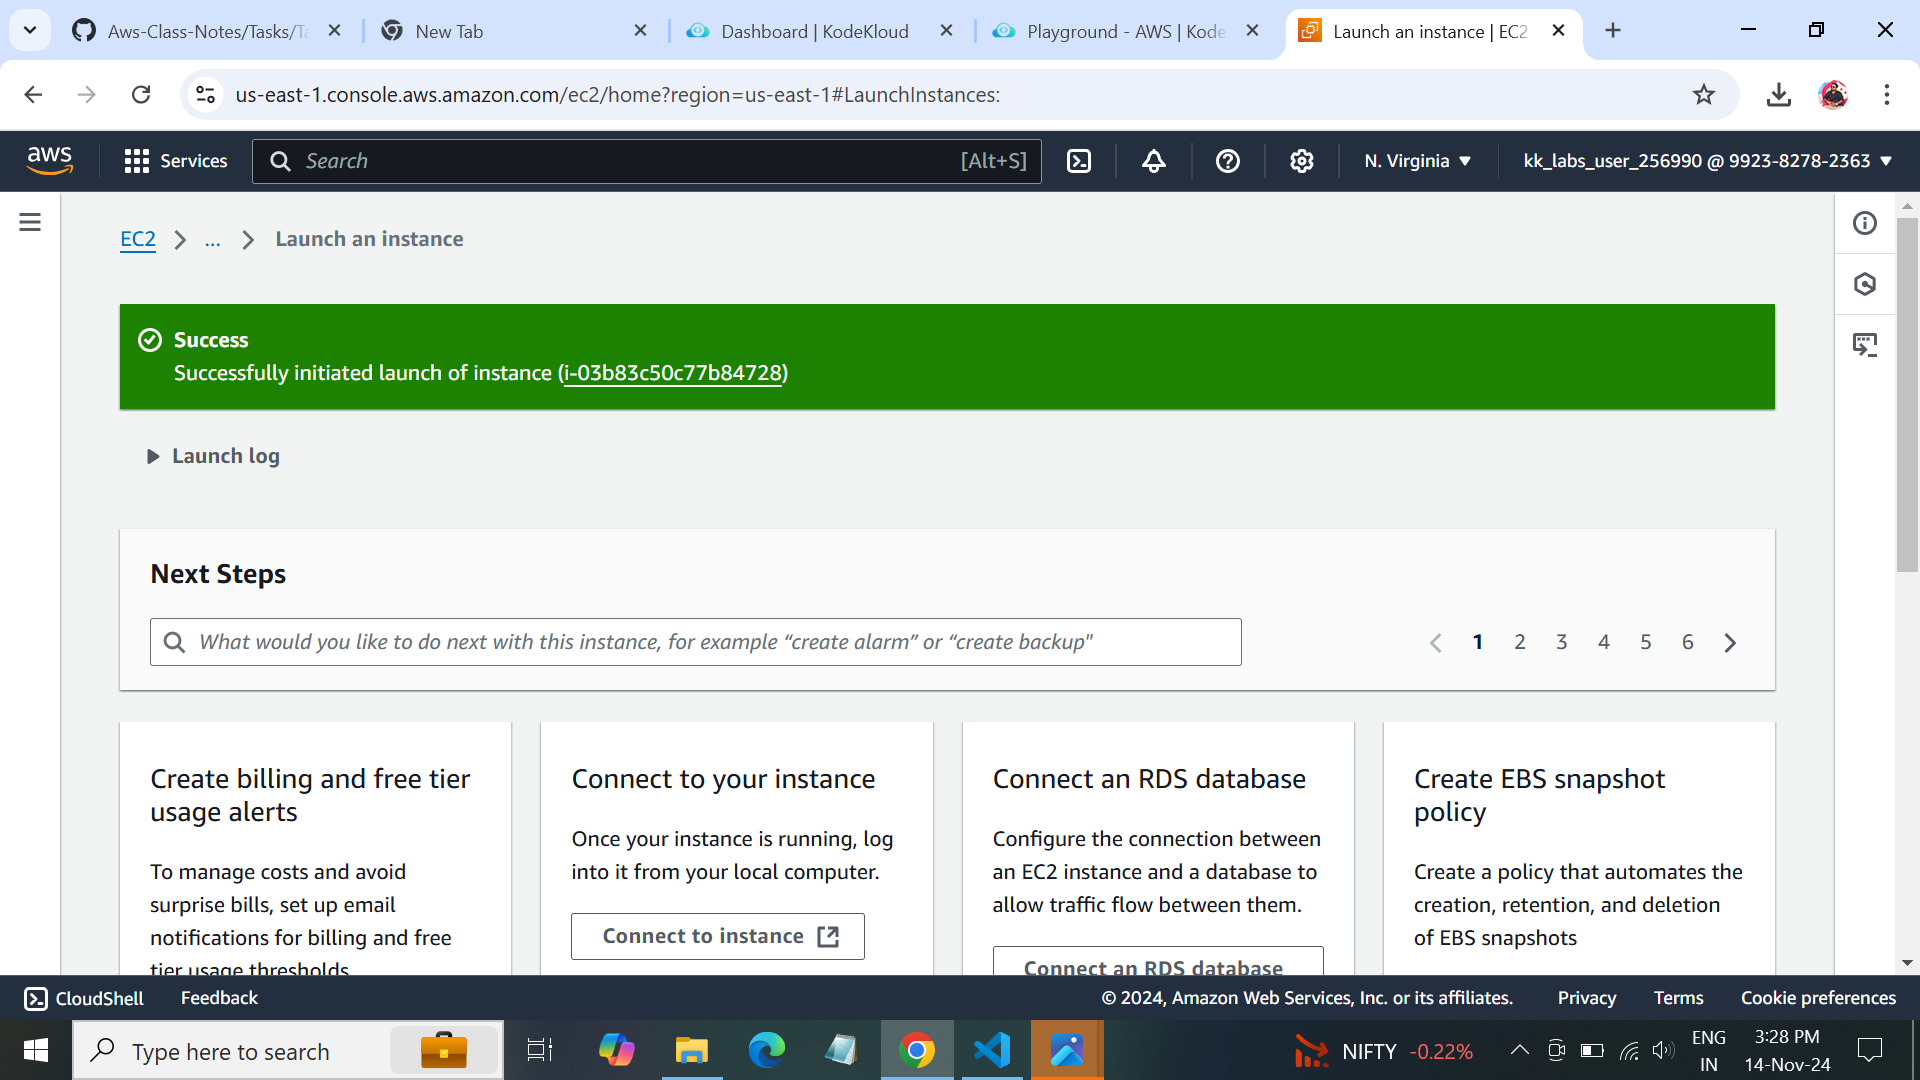 Aws-Class-Notes/Tasks/Ta
New Tab
Dashboard | KodeKloud
Playground - AWS | Kode
Launch an instance | EC2
us-east-1.console.aws.amazon.com/ec2/home?region=us-east-1#LaunchInstances:
aws
Services
Search
[Alt+S]
N. Virginia
kk_labs_user_256990 @ 9923-8278-2363
EC2
...
Launch an instance
Success
Successfully initiated launch of instance (i-03b83c50c77b84728)
Launch log
Next Steps
What would you like to do next with this instance, for example “create alarm” or “create backup"
1 2 3 4 5 6
Create billing and free tier
usage alerts
To manage costs and avoid
surprise bills, set up email
notifications for billing and free
tier usage thresholds
Connect to your instance
Once your instance is running, log
into it from your local computer.
Connect to instance
Connect an RDS database
Configure the connection between
an EC2 instance and a database to
allow traffic flow between them.
Connect an RDS database
Create EBS snapshot
policy
Create a policy that automates the
creation, retention, and deletion
of EBS snapshots
CloudShell
Feedback
© 2024, Amazon Web Services, Inc. or its affiliates.
Privacy
Terms
Cookie preferences
Type here to search
NIFTY -0.22%
ENG
IN
3:28 PM
14-Nov-24